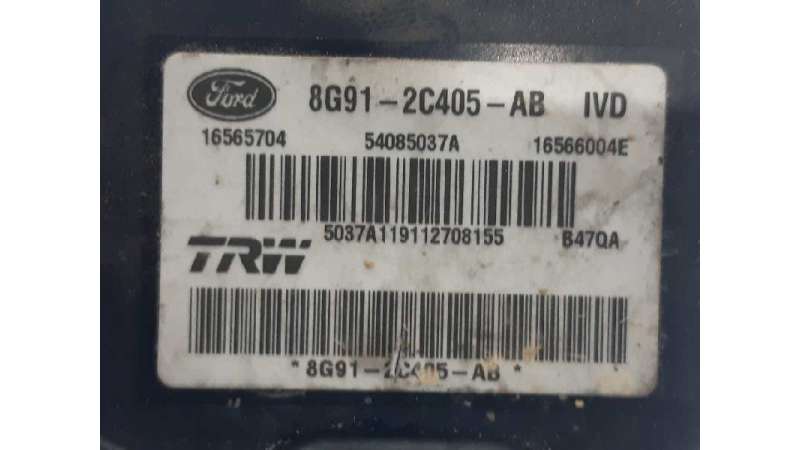 Ford 8G91-2C405-AB IVD
16565704 54085037A 16566004E
5037A119112708155 B47QA
TRW
*8G91-2C405-AB*